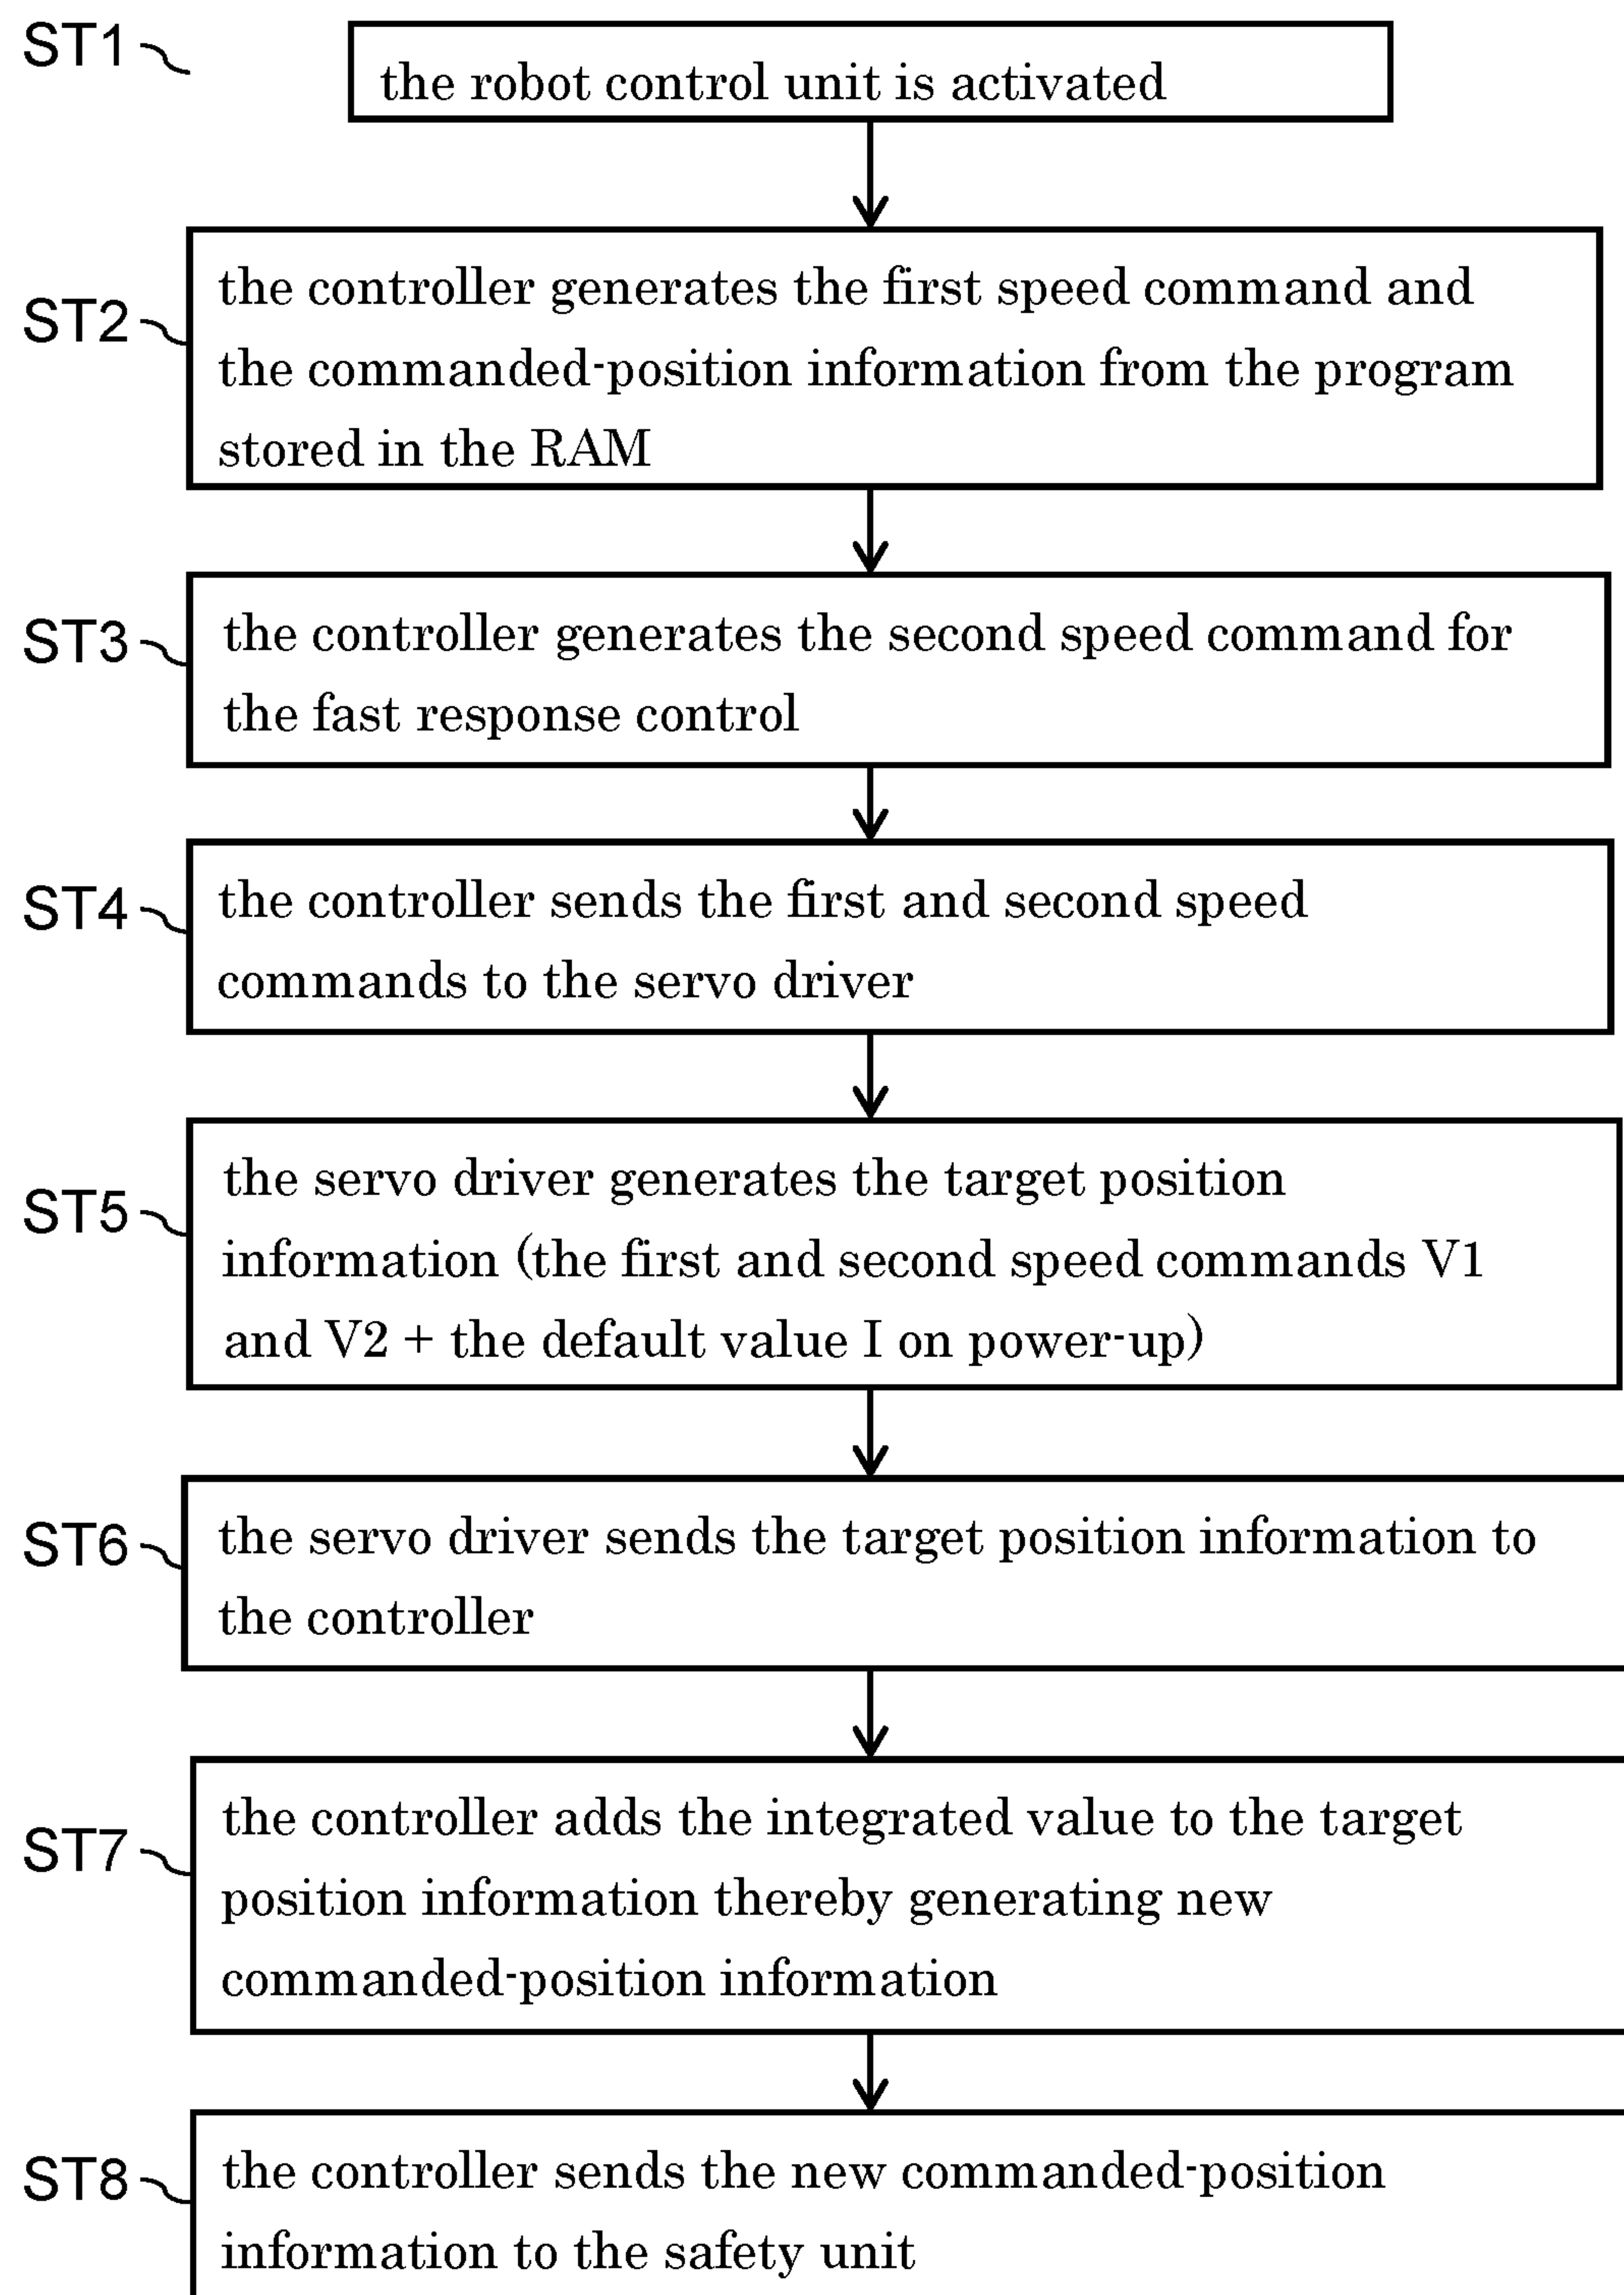 ST1
the robot control unit is activated
ST2
the controller generates the first speed command and
the commanded-position information from the program
stored in the RAM
ST3
the controller generates the second speed command for
the fast response control
ST4
the controller sends the first and second speed
commands to the servo driver
ST5
the servo driver generates the target position
information (the first and second speed commands V1
and V2 + the default value I on power-up)
ST6
the servo driver sends the target position information to
the controller
ST7
the controller adds the integrated value to the target
position information thereby generating new
commanded-position information
ST8
the controller sends the new commanded-position
information to the safety unit